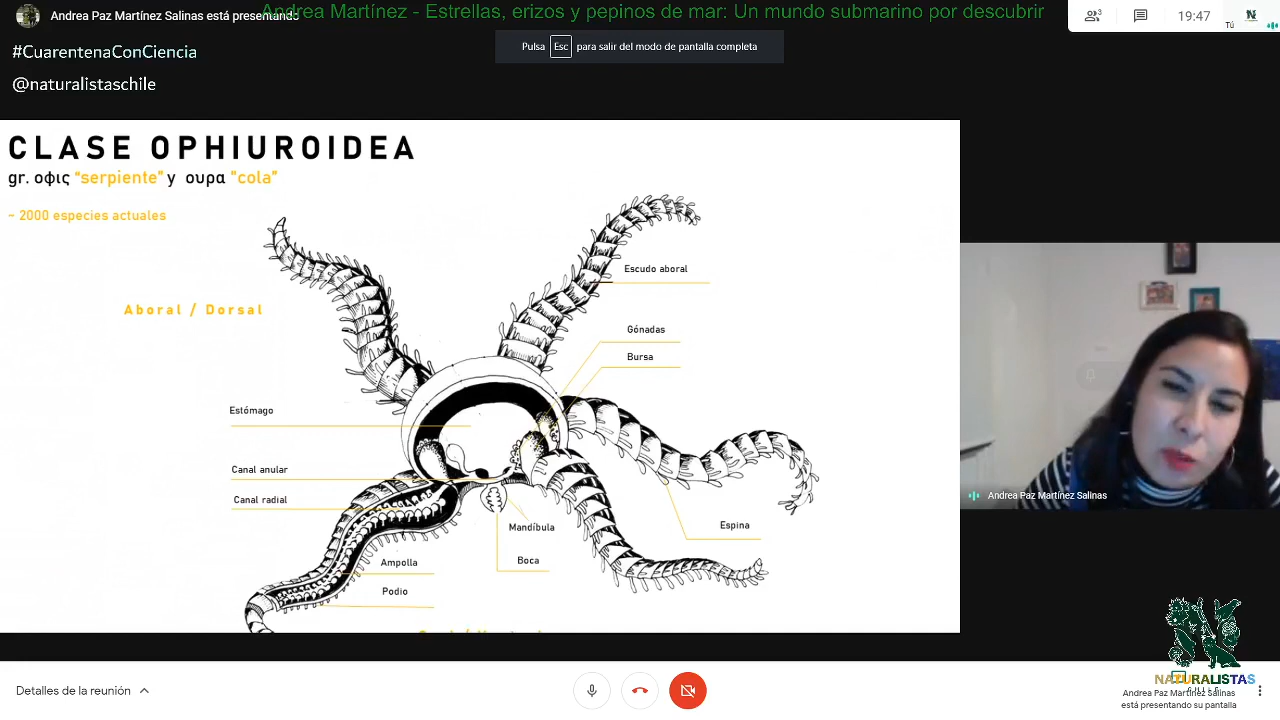 Andrea Paz Martínez Salinas está presentando
Andrea Martínez - Estrellas, erizos y pepinos de mar: Un mundo submarino por descubrir
3
19:47
Tú
#CuarentenaConCiencia
Pulsa Esc para salir del modo de pantalla completa
@naturalistaschile
CLASE OPHIUROIDEA
gr. οφις "serpiente" y ουρα "cola"
~ 2000 especies actuales
Aboral / Dorsal
Escudo aboral
Gónadas
Bursa
Estómago
Canal anular
Canal radial
Mandíbula
Espina
Boca
Ampolla
Podio
Andrea Paz Martínez Salinas
Detalles de la reunión
NATURALISTAS
Andrea Paz Martínez Salinas
está presentando su pantalla